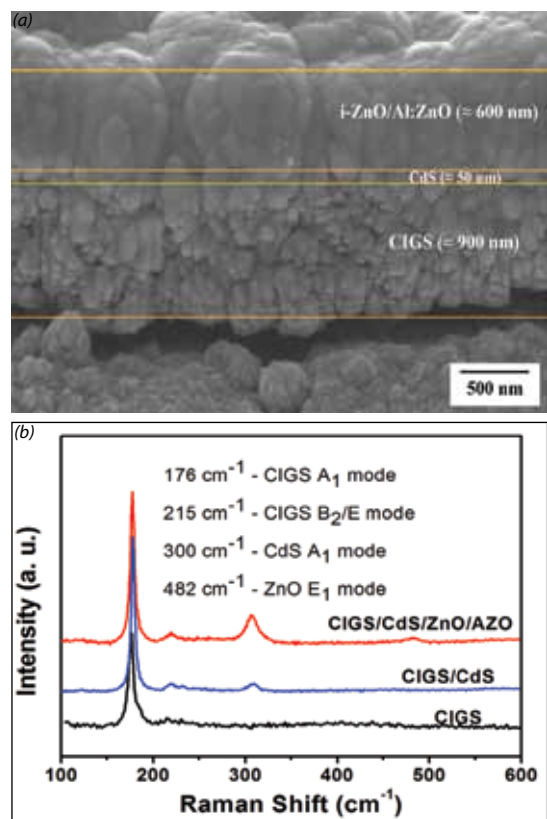 (a)
i-ZnO/Al:ZnO (≈ 600 nm)
CdS (≈ 50 nm)
CIGS (≈ 900 nm)
500 nm
(b)
176 cm⁻¹ - CIGS A₁ mode
215 cm⁻¹ - CIGS B₂/E mode
300 cm⁻¹ - CdS A₁ mode
482 cm⁻¹ - ZnO E₁ mode
CIGS/CdS/ZnO/AZO
CIGS/CdS
CIGS
Intensity (a. u.)
100 200 300 400 500 600
Raman Shift (cm⁻¹)